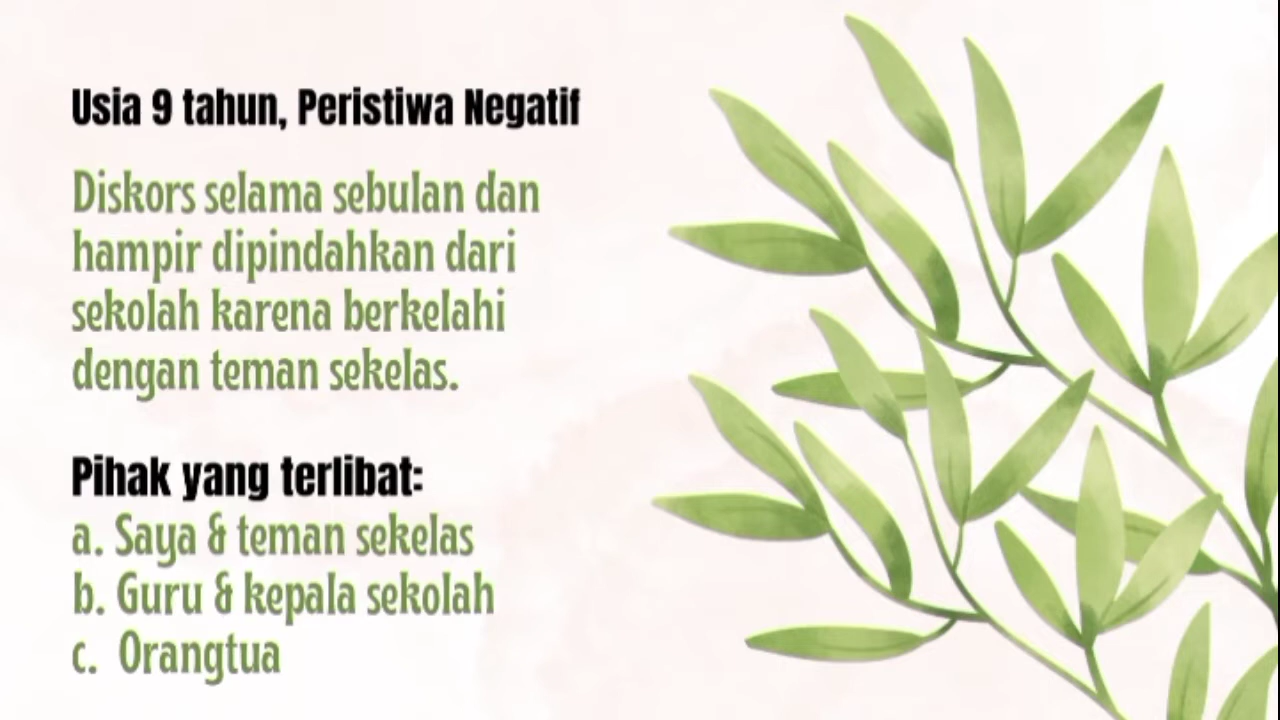 Usia 9 tahun, Peristiwa Negatif
Diskors selama sebulan dan
hampir dipindahkan dari
sekolah karena berkelahi
dengan teman sekelas.
Pihak yang terlibat:
a. Saya & teman sekelas
b. Guru & kepala sekolah
c. Orangtua